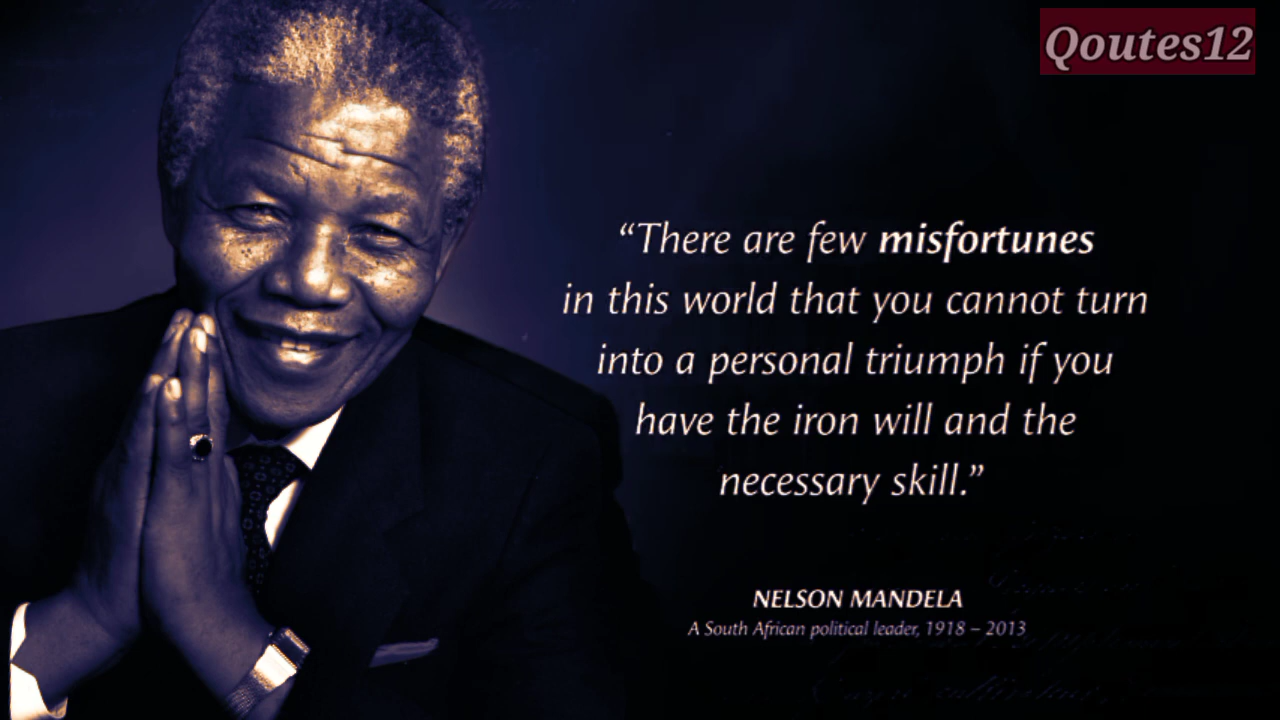 Qoutes12
“There are few misfortunes
in this world that you cannot turn
into a personal triumph if you
have the iron will and the
necessary skill.”
NELSON MANDELA
A South African political leader, 1918 – 2013